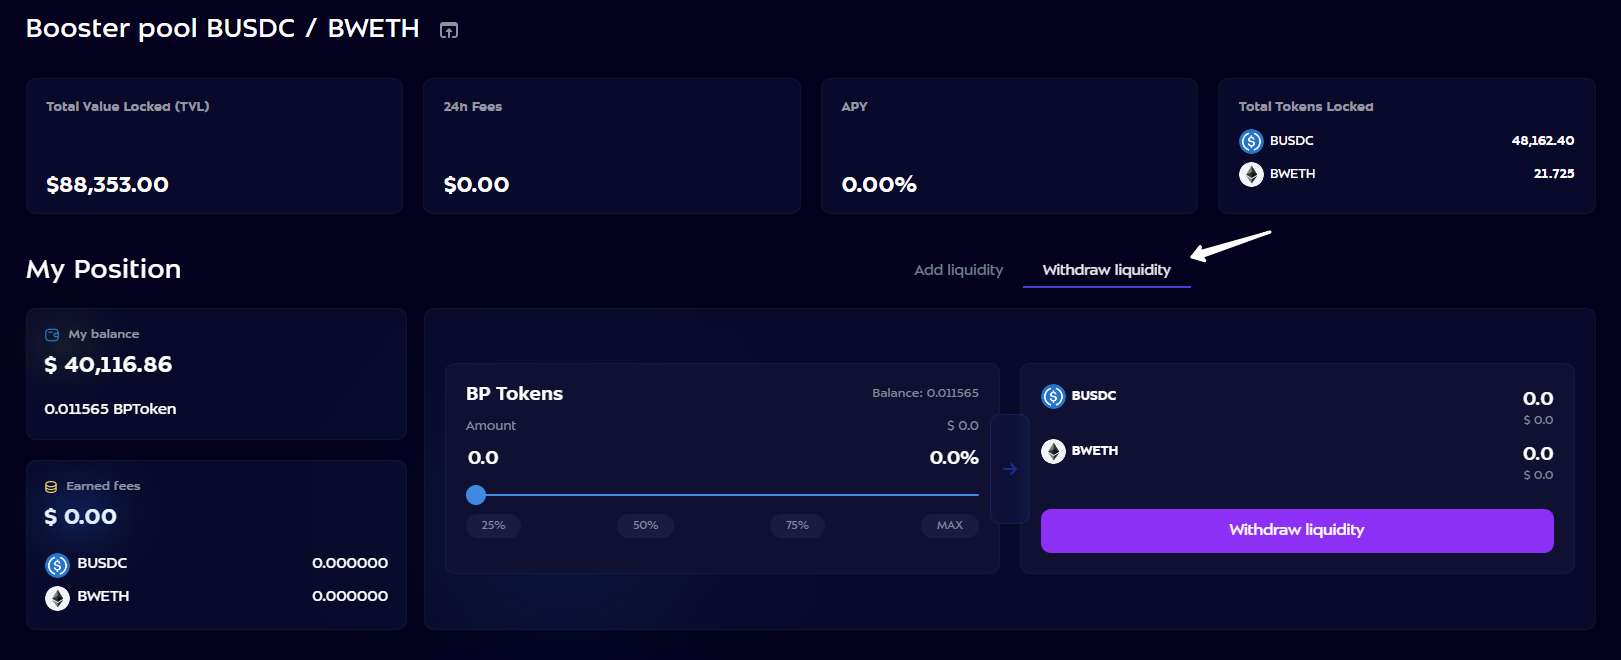 Booster pool BUSDC / BWETH
Total Value Locked (TVL)
$88,353.00
24h Fees
$0.00
APY
0.00%
Total Tokens Locked
BUSDC 48,162.40
BWETH 21.725
My Position
Add liquidity Withdraw liquidity
My balance
$ 40,116.86
0.011565 BPToken
Earned fees
$ 0.00
BUSDC 0.000000
BWETH 0.000000
BP Tokens Balance: 0.011565
Amount $ 0.0
0.0 0.0%
25% 50% 75% MAX
BUSDC 0.0
$ 0.0
BWETH 0.0
$ 0.0
Withdraw liquidity